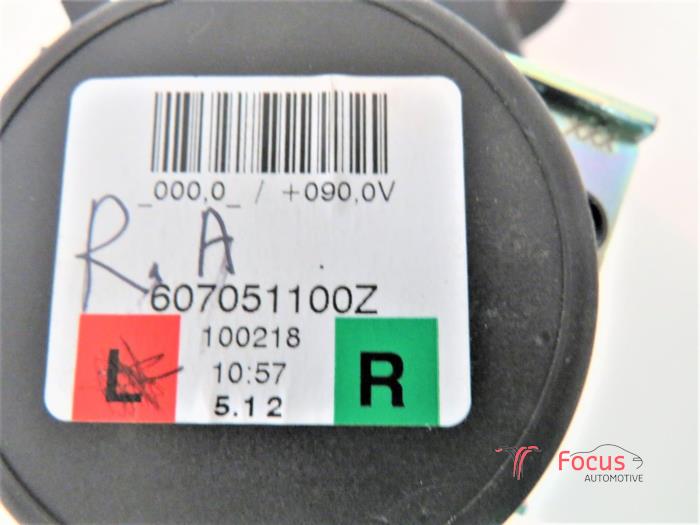 _000,0_ / +090,0V
R, A
607051100Z
L
100218
R
10:57
5.12
Focus
AUTOMOTIVE